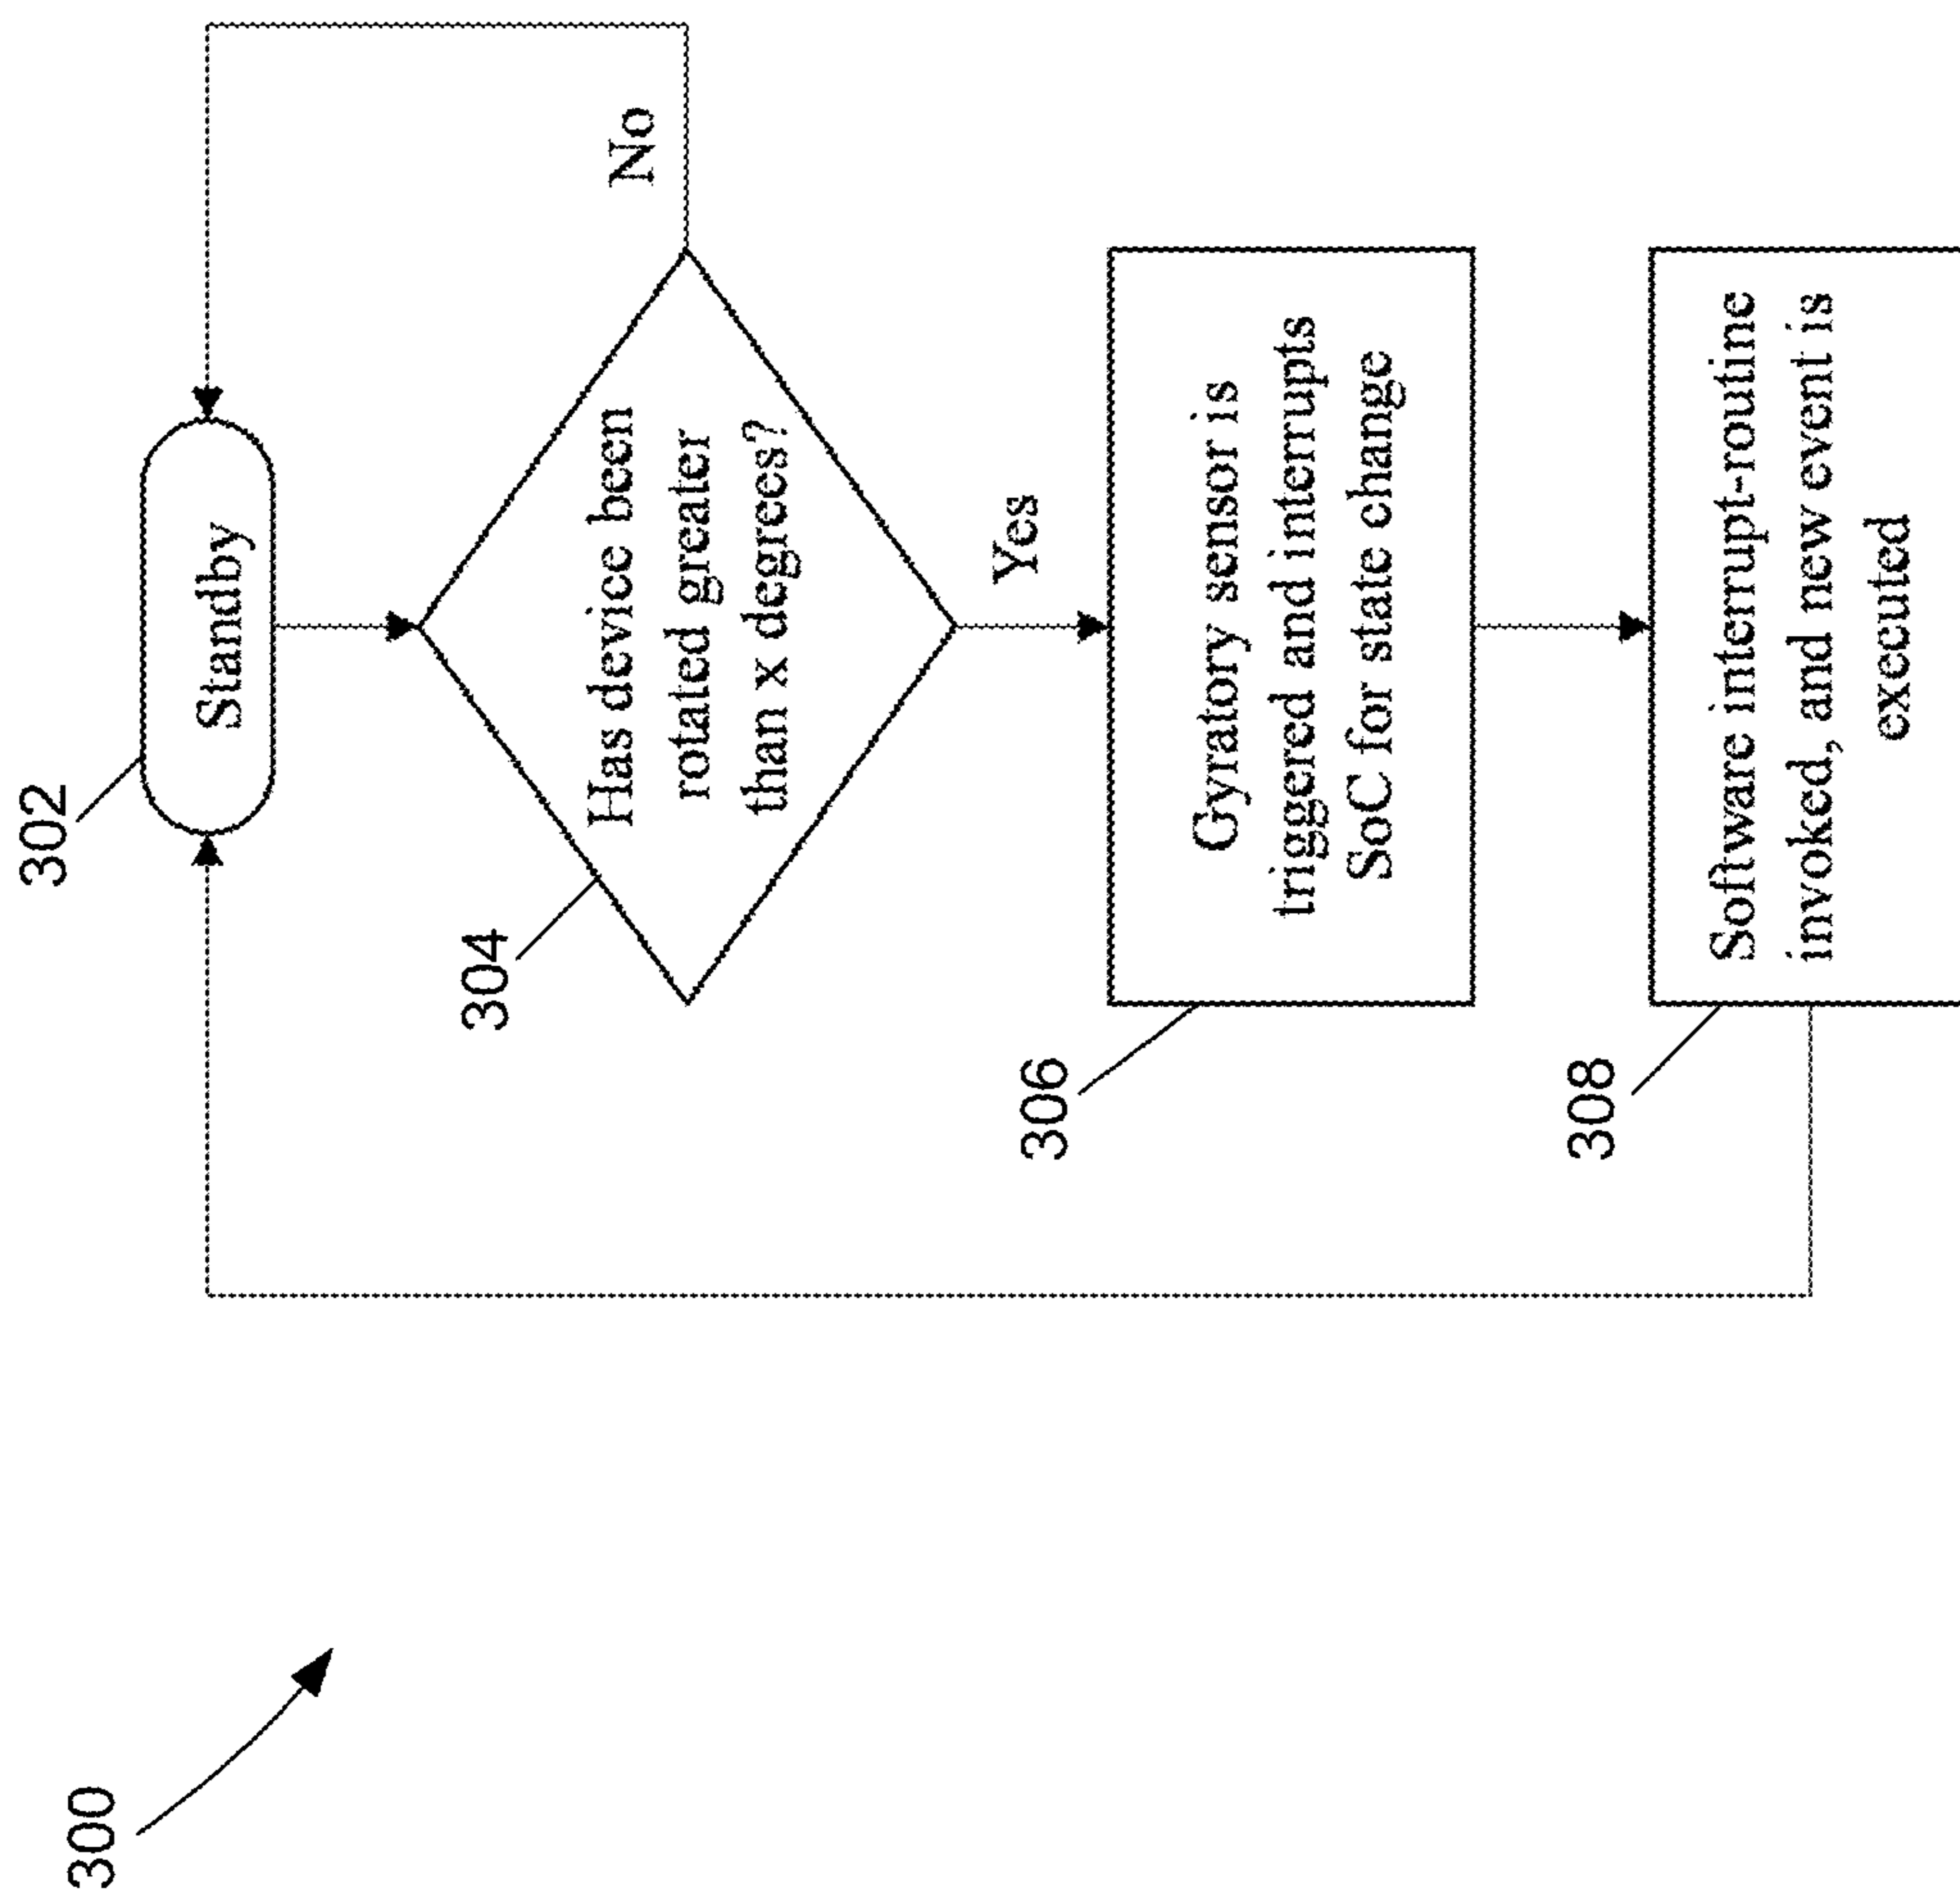 300
302
Standby
304
Has device been
rotated greater
than x degrees?
No
Yes
306
Gyratory sensor is
triggered and interrupts
SoC for state change
308
Software interrupt-routine
invoked, and new event is
executed